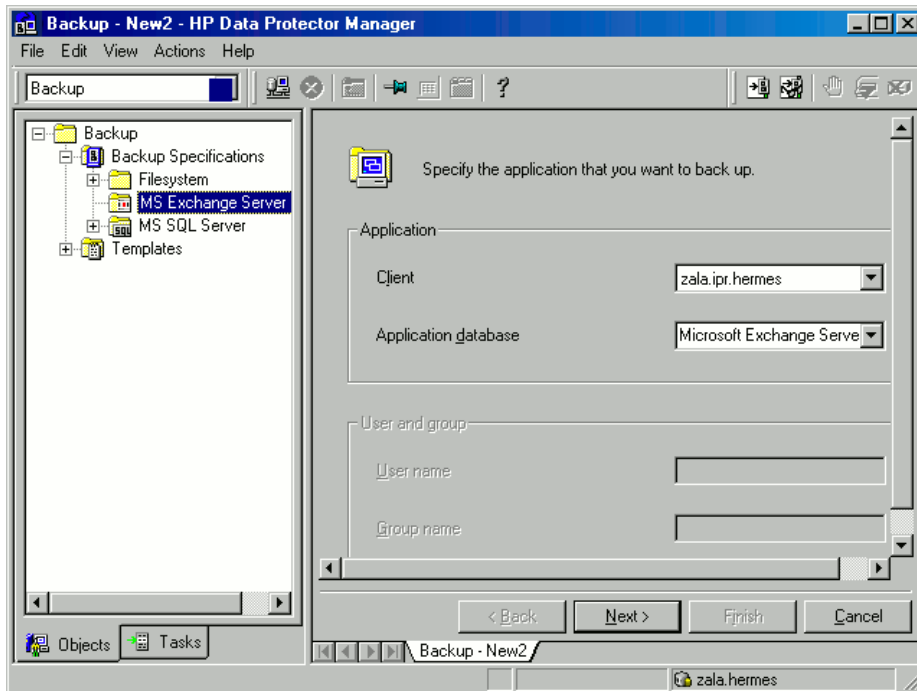 Backup - New2 - HP Data Protector Manager
File Edit View Actions Help
Backup
?
Backup
Backup Specifications
Filesystem
MS Exchange Server
MS SQL Server
Templates
Objects
Tasks
Specify the application that you want to back up.
Application
Client
zala.ipr.hermes
Application database
Microsoft Exchange Serve
User and group
User name
Group name
< Back
Next >
Finish
Cancel
Backup - New2
zala.hermes